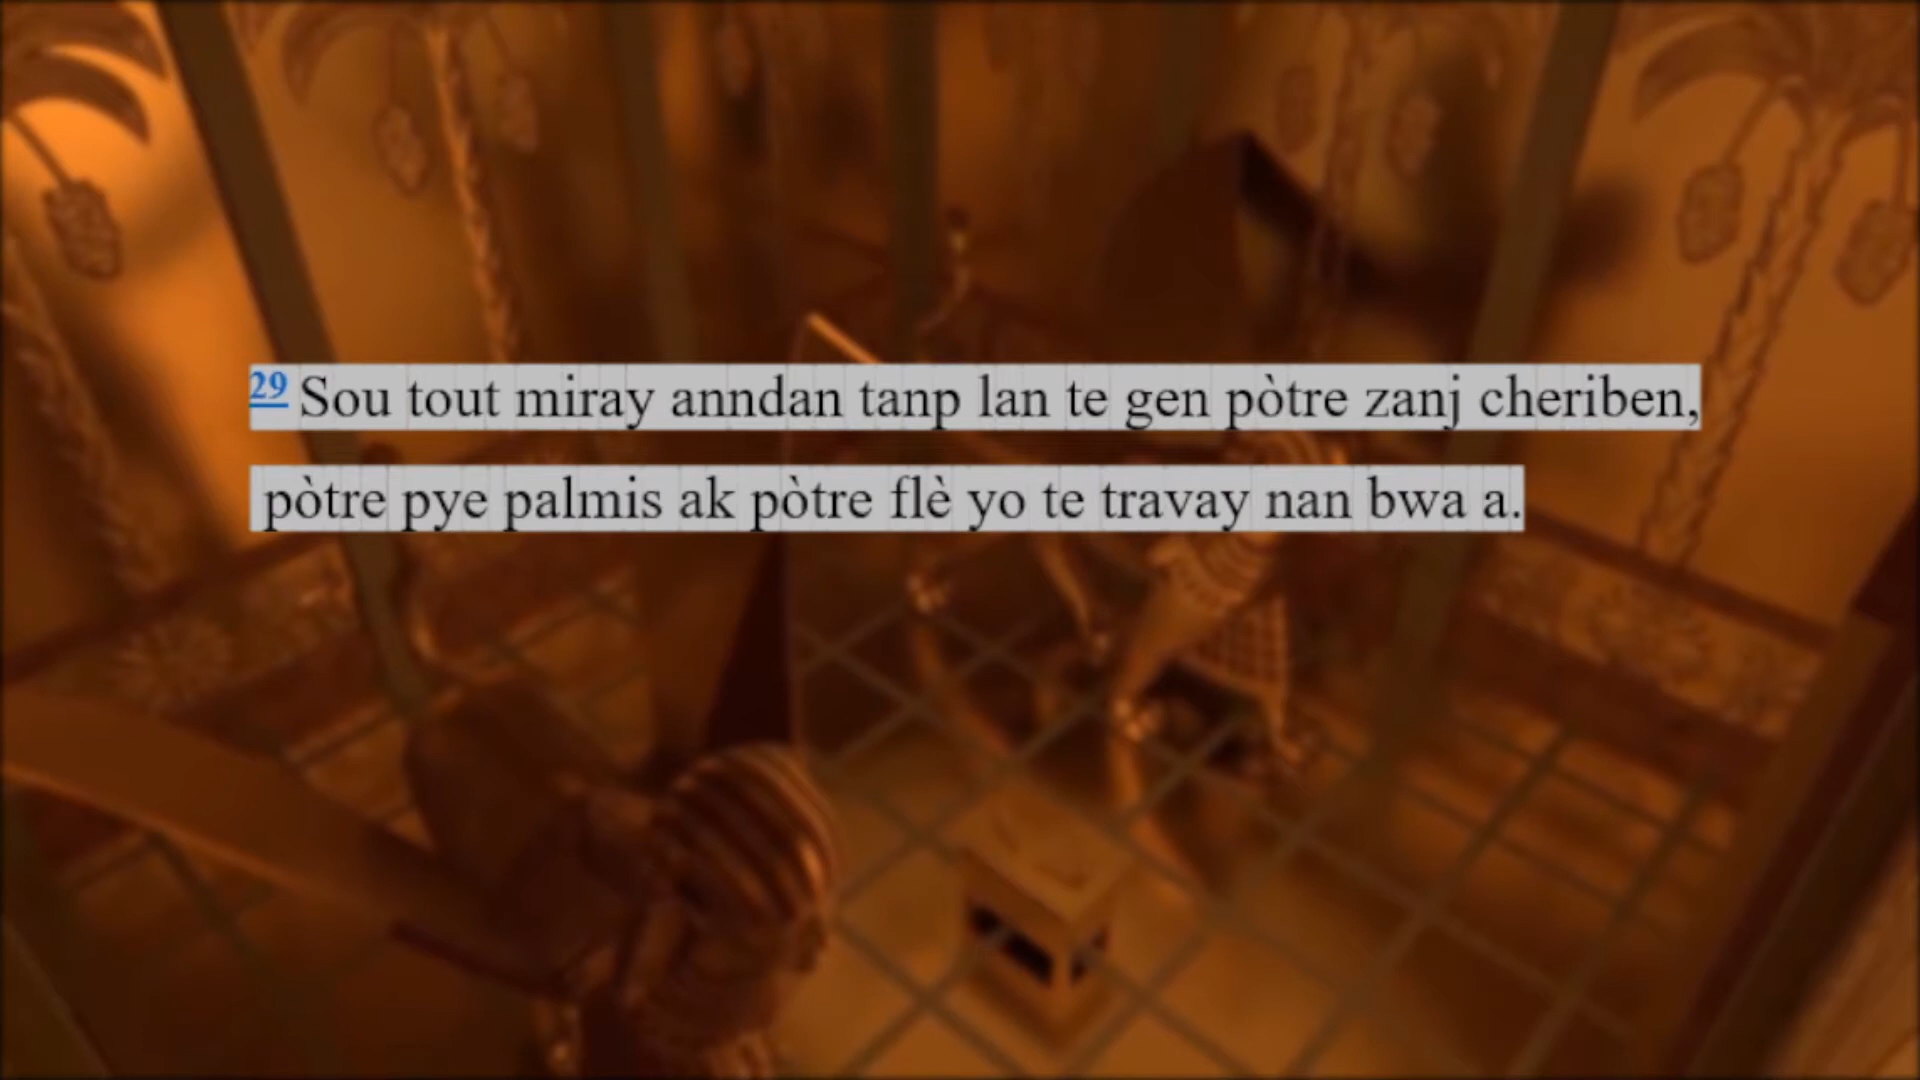 29 Sou tout miray anndan tanp lan te gen pòtre zanj cheriben,
pòtre pye palmis ak pòtre flè yo te travay nan bwa a.